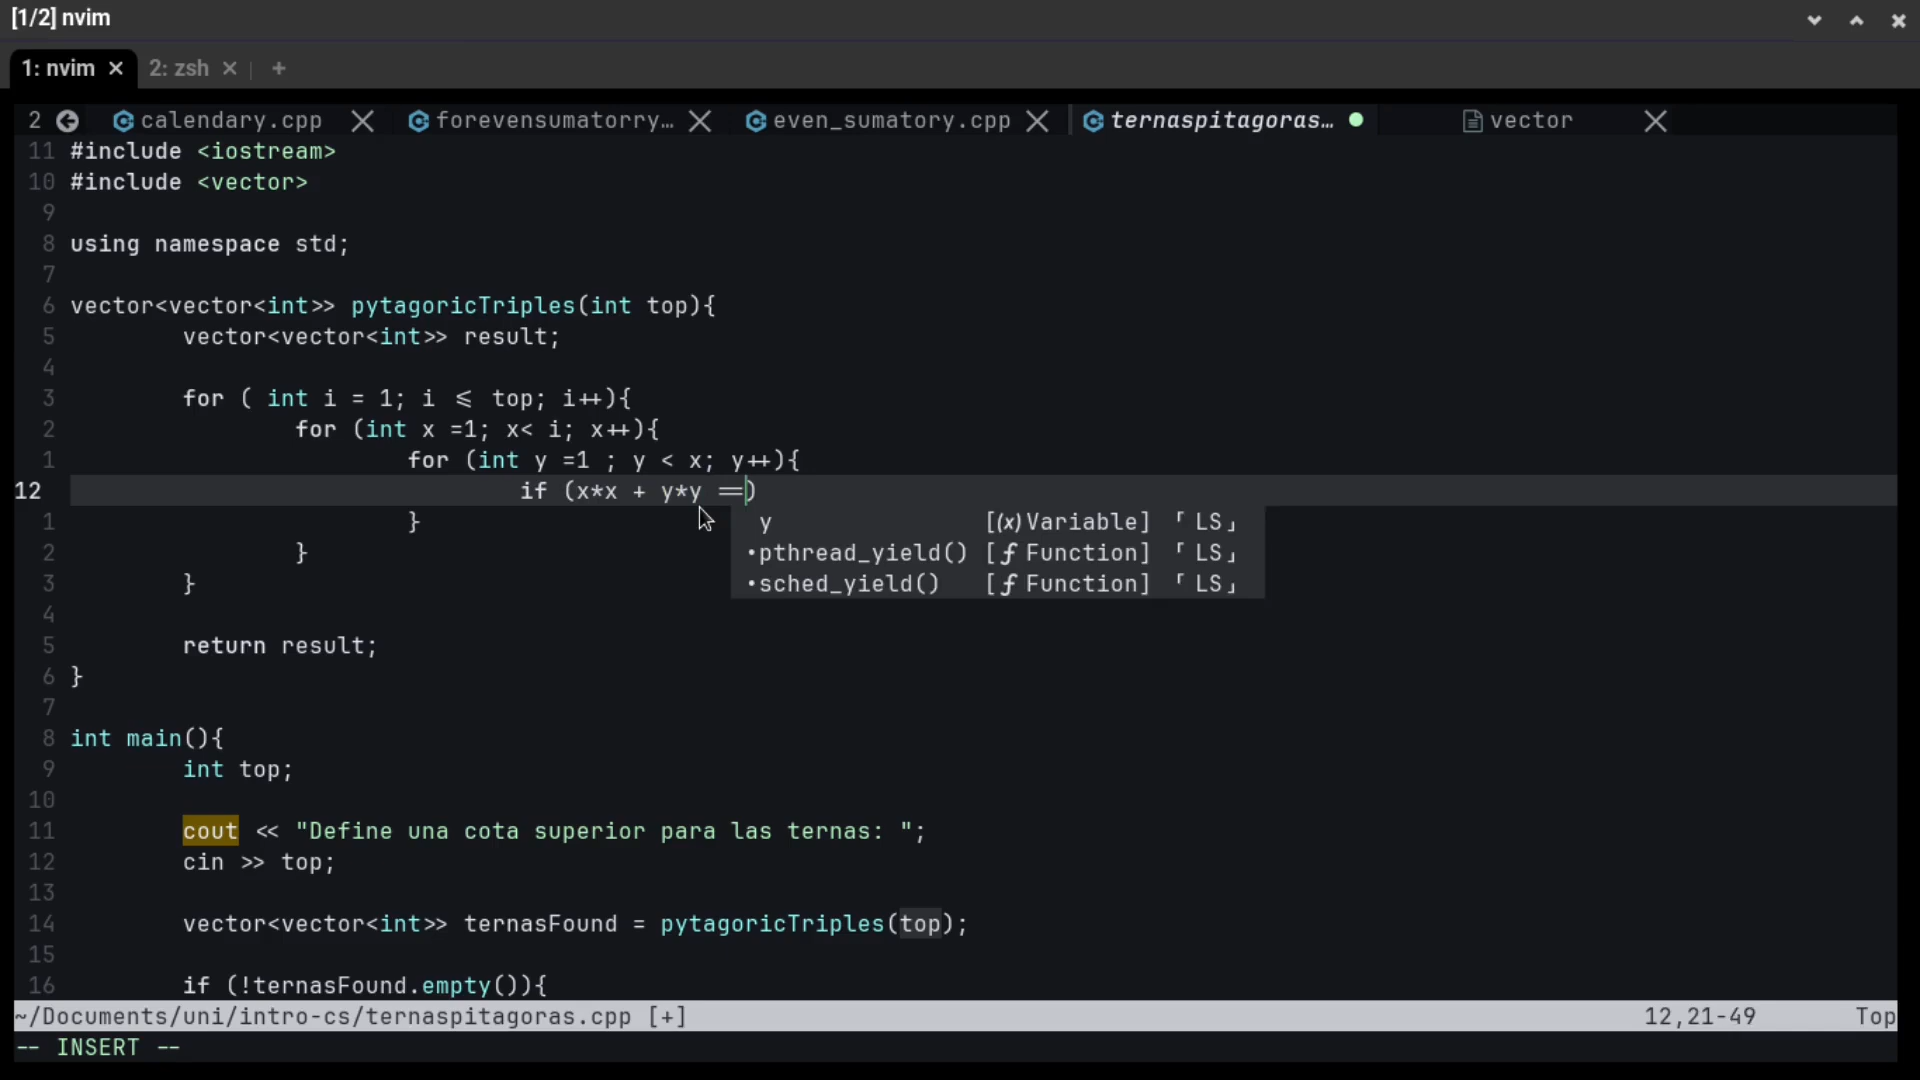 [1/2] nvim
1: nvim × 2: zsh × +
2 calendary.cpp forevensumatorry… even_sumatory.cpp ternaspitagoras… ● vector
11 #include <iostream>
10 #include <vector>
9
8 using namespace std;
7
6 vector<vector<int>> pytagoricTriples(int top){
5 vector<vector<int>> result;
4
3 for ( int i = 1; i <= top; i++){
2 for (int x =1; x< i; x++){
1 for (int y =1 ; y < x; y++){
12 if (x*x + y*y ==)
1 } y [(x)Variable] 「 LS」
2 } •pthread_yield() [ƒ Function] 「 LS」
3 } •sched_yield() [ƒ Function] 「 LS」
4
5 return result;
6 }
7
8 int main(){
9 int top;
10
11 cout << "Define una cota superior para las ternas: ";
12 cin >> top;
13
14 vector<vector<int>> ternasFound = pytagoricTriples(top);
15
16 if (!ternasFound.empty()){
~/Documents/uni/intro-cs/ternaspitagoras.cpp [+] 12,21-49 Top
-- INSERT --